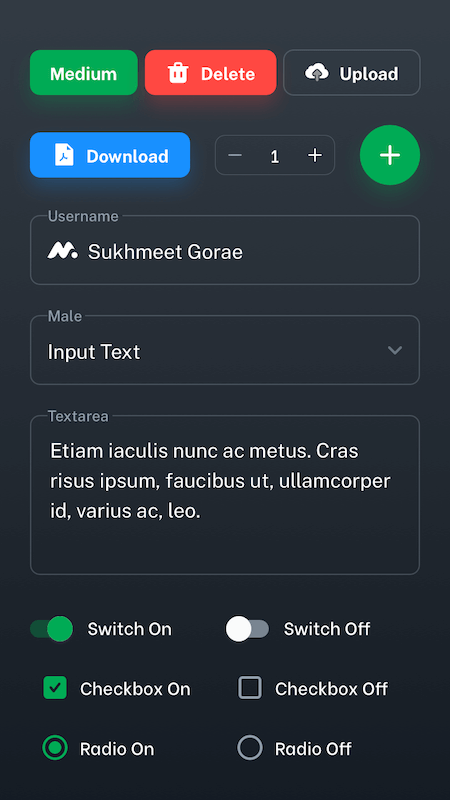 Medium
Delete
Upload
Download
1
Username
Sukhmeet Gorae
Male
Input Text
Textarea
Etiam iaculis nunc ac metus. Cras
risus ipsum, faucibus ut, ullamcorper
id, varius ac, leo.
Switch On
Switch Off
Checkbox On
Checkbox Off
Radio On
Radio Off